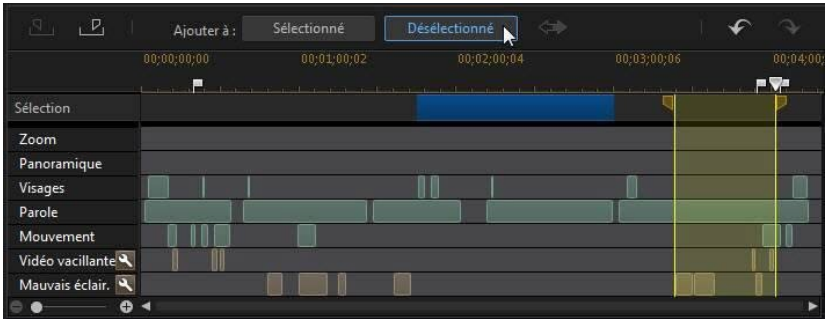 Ajouter à : Sélectionné Désélectionné
00;00;00;00 00;01;00;02 00;02;00;04 00;03;00;06 00;04;00;
Sélection
Zoom
Panoramique
Visages
Parole
Mouvement
Vidéo vacillante
Mauvais éclair.